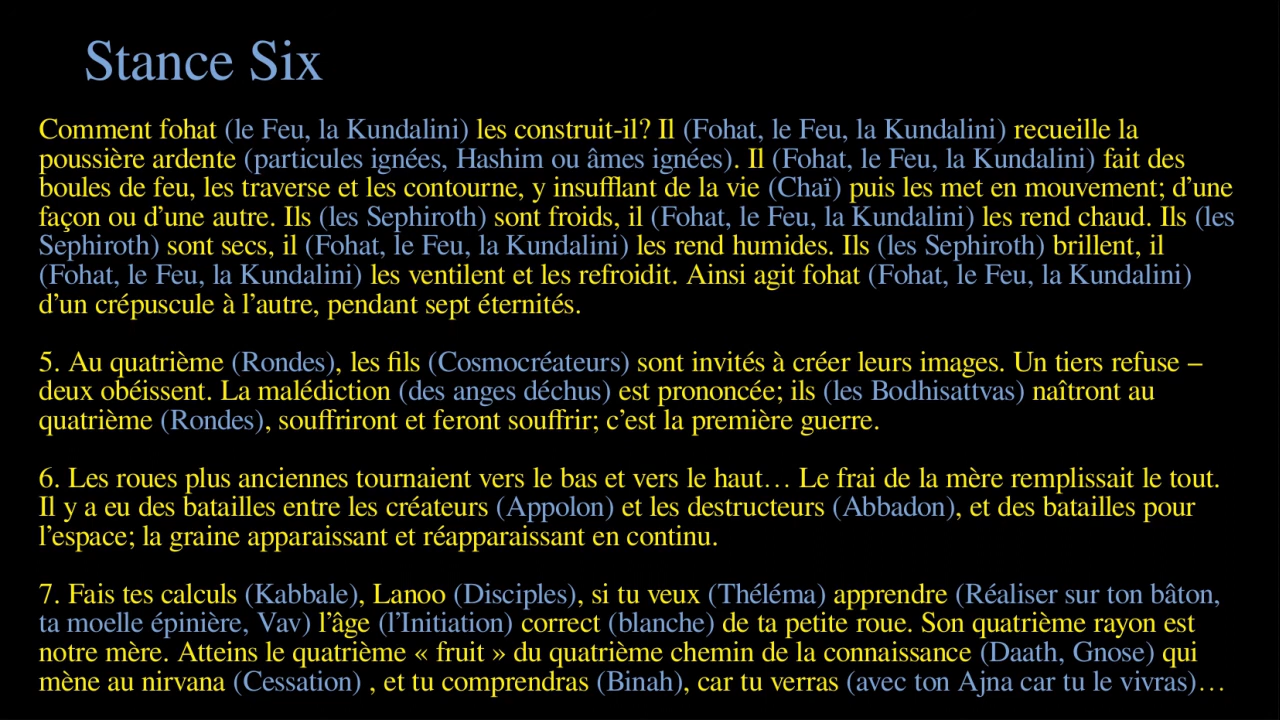 Stance Six
Comment fohat (le Feu, la Kundalini) les construit-il? Il (Fohat, le Feu, la Kundalini) recueille la
poussière ardente (particules ignées, Hashim ou âmes ignées). Il (Fohat, le Feu, la Kundalini) fait des
boules de feu, les traverse et les contourne, y insufflant de la vie (Chaï) puis les met en mouvement; d’une
façon ou d’une autre. Ils (les Sephiroth) sont froids, il (Fohat, le Feu, la Kundalini) les rend chaud. Ils (les
Sephiroth) sont secs, il (Fohat, le Feu, la Kundalini) les rend humides. Ils (les Sephiroth) brillent, il
(Fohat, le Feu, la Kundalini) les ventilent et les refroidit. Ainsi agit fohat (Fohat, le Feu, la Kundalini)
d’un crépuscule à l’autre, pendant sept éternités.
5. Au quatrième (Rondes), les fils (Cosmocréateurs) sont invités à créer leurs images. Un tiers refuse –
deux obéissent. La malédiction (des anges déchus) est prononcée; ils (les Bodhisattvas) naîtront au
quatrième (Rondes), souffriront et feront souffrir; c’est la première guerre.
6. Les roues plus anciennes tournaient vers le bas et vers le haut… Le frai de la mère remplissait le tout.
Il y a eu des batailles entre les créateurs (Appolon) et les destructeurs (Abbadon), et des batailles pour
l’espace; la graine apparaissant et réapparaissant en continu.
7. Fais tes calculs (Kabbale), Lanoo (Disciples), si tu veux (Théléma) apprendre (Réaliser sur ton bâton,
ta moelle épinière, Vav) l’âge (l’Initiation) correct (blanche) de ta petite roue. Son quatrième rayon est
notre mère. Atteins le quatrième « fruit » du quatrième chemin de la connaissance (Daath, Gnose) qui
mène au nirvana (Cessation) , et tu comprendras (Binah), car tu verras (avec ton Ajna car tu le vivras)…